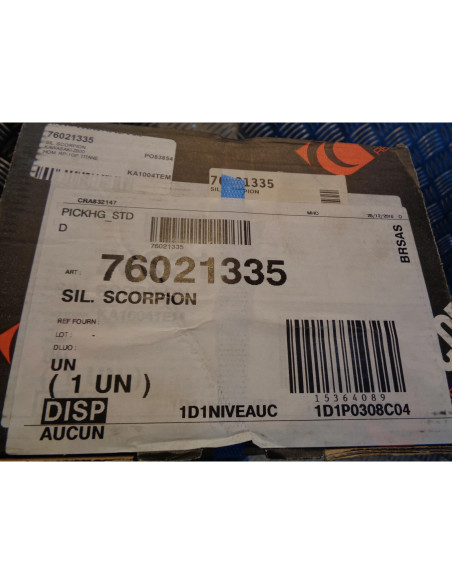 76021335
SIL. SCORPION
PO83854
KA1004TEM
76021335
SIL. SCORPION
CRA832147
PICKHG_STD
D
76021335
MHD
BRSAS
ART :
76021335
SIL. SCORPION
REF FOURN
LOT : -
DLUO :
UN
( 1 UN )
15364089
DISP
1D1NIVEAUC
1D1P0308C04
AUCUN